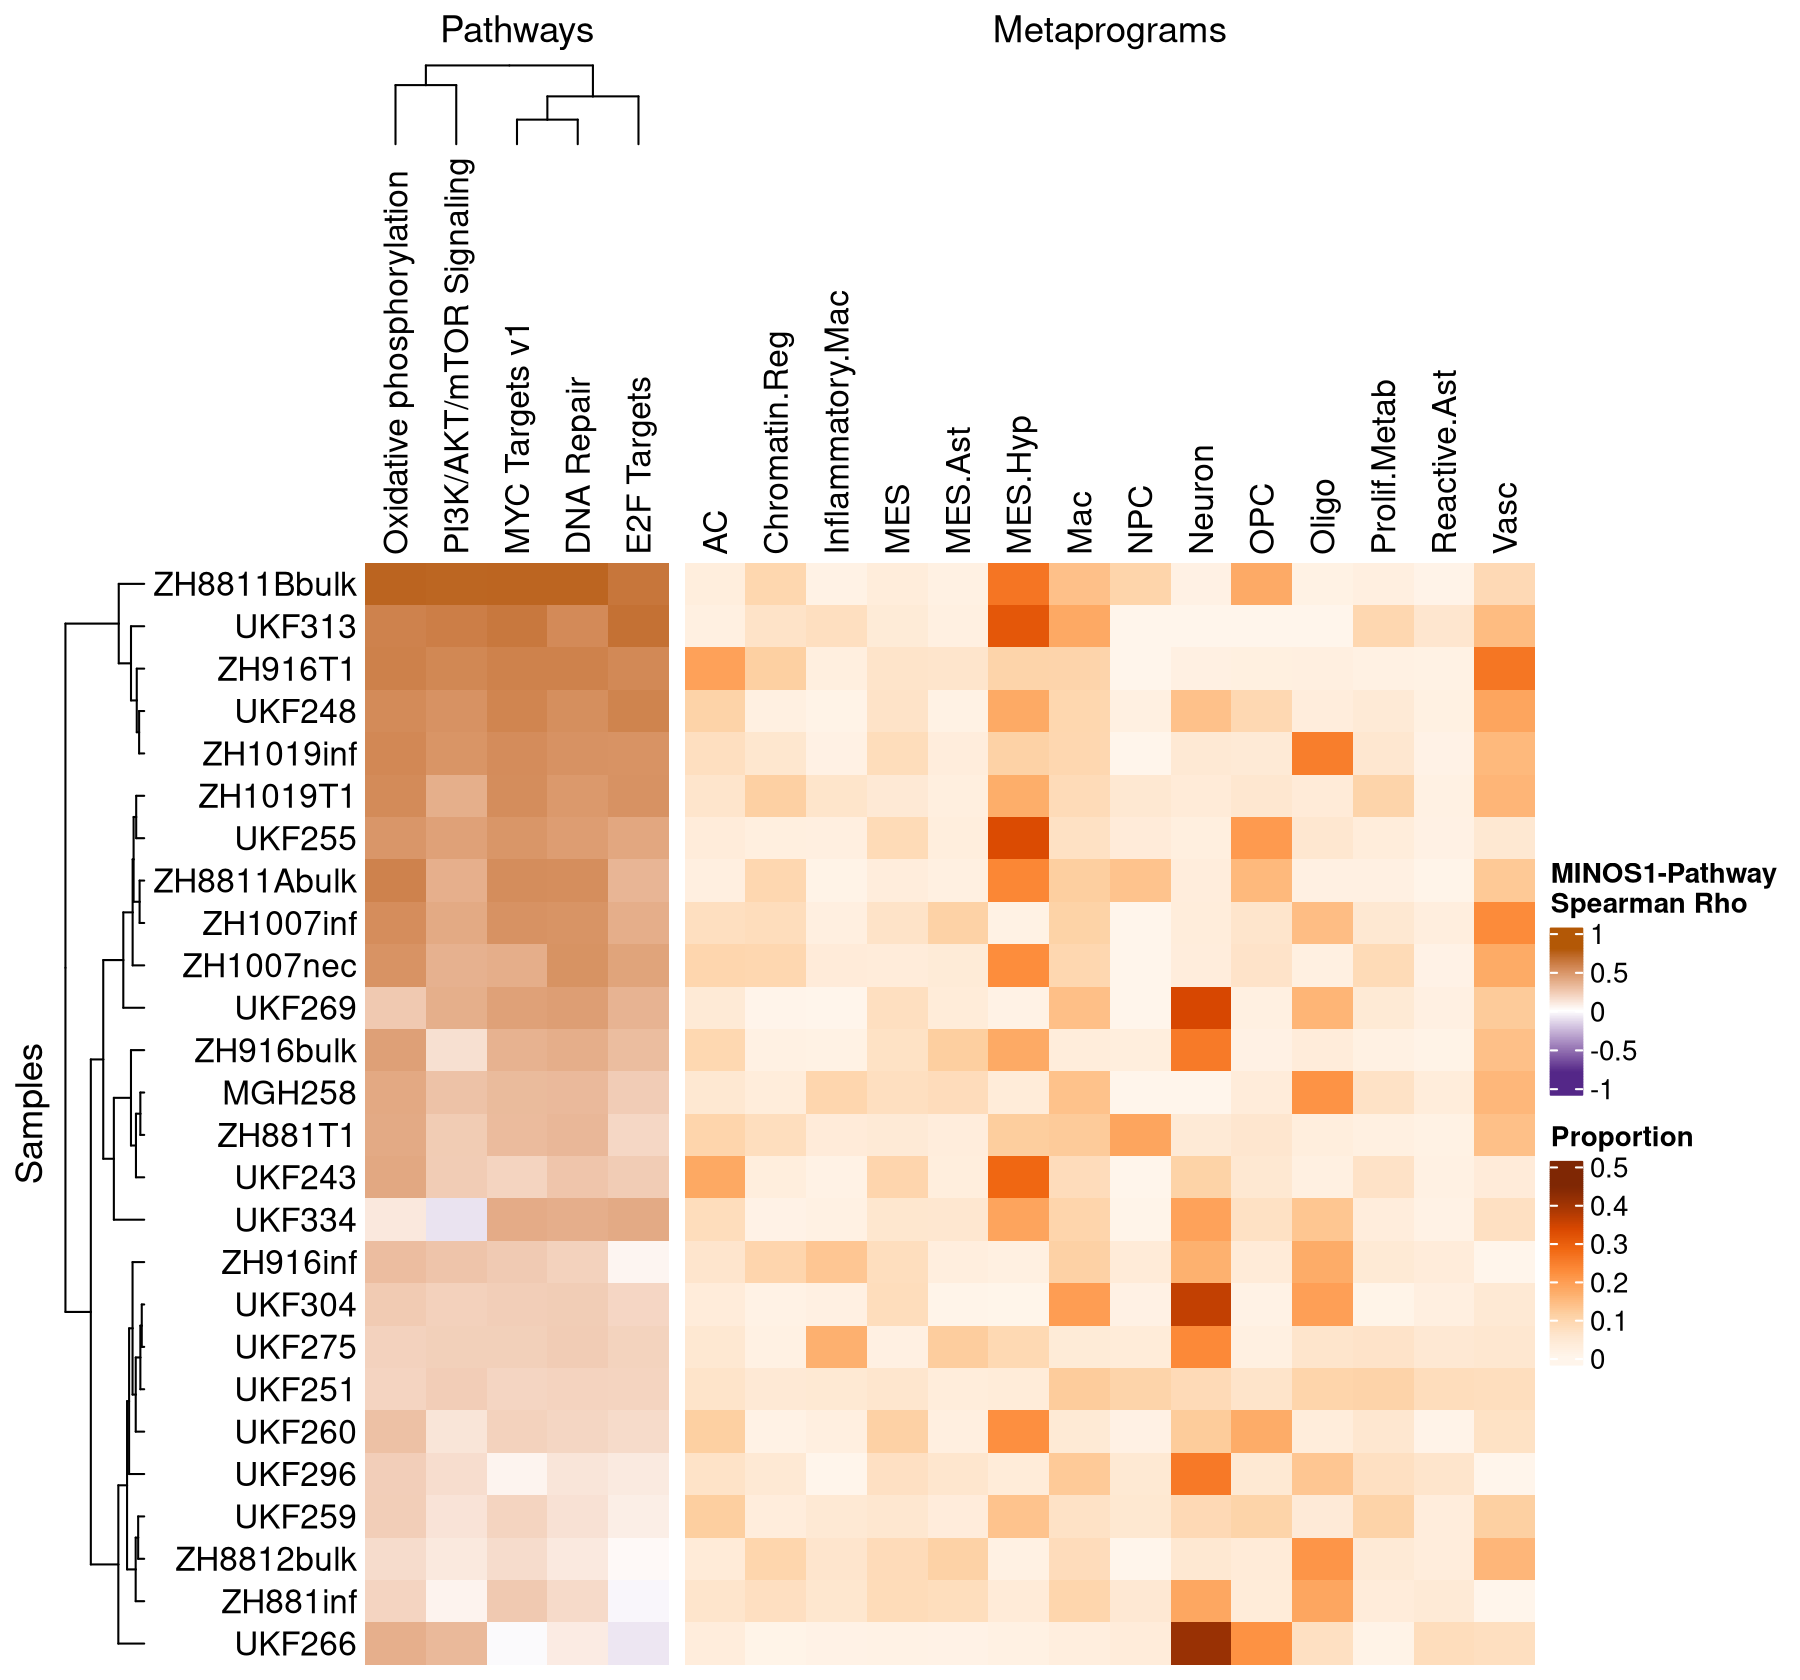 Pathways
Metaprograms
Oxidative phosphorylation
PI3K/AKT/mTOR Signaling
MYC Targets v1
DNA Repair
E2F Targets
AC
Chromatin.Reg
Inflammatory.Mac
MES
MES.Ast
MES.Hyp
Mac
NPC
Neuron
OPC
Oligo
Prolif.Metab
Reactive.Ast
Vasc
Samples
ZH8811Bbulk
UKF313
ZH916T1
UKF248
ZH1019inf
ZH1019T1
UKF255
ZH8811Abulk
ZH1007inf
ZH1007nec
UKF269
ZH916bulk
MGH258
ZH881T1
UKF243
UKF334
ZH916inf
UKF304
UKF275
UKF251
UKF260
UKF296
UKF259
ZH8812bulk
ZH881inf
UKF266
MINOS1-Pathway
Spearman Rho
1
0.5
0
-0.5
-1
Proportion
0.5
0.4
0.3
0.2
0.1
0